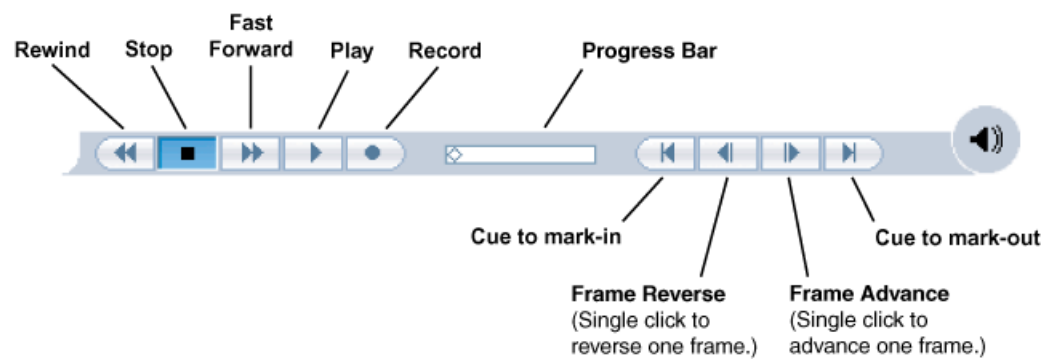 Rewind
Stop
Fast
Forward
Play
Record
Progress Bar
Cue to mark-in
Cue to mark-out
Frame Reverse
(Single click to
reverse one frame.)
Frame Advance
(Single click to
advance one frame.)